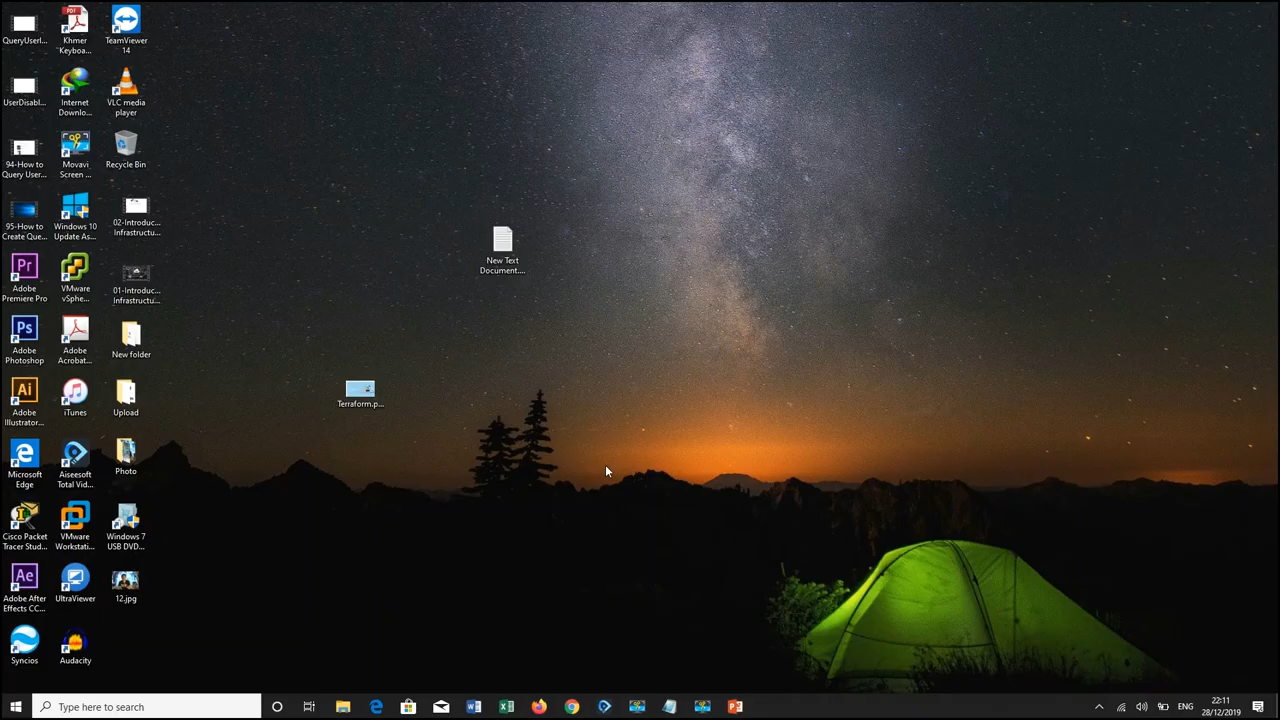 QueryUserI...
Khmer
Keyboa...
TeamViewer
14
UserDisabl...
Internet
Downlo...
VLC media
player
94-How to
Query User...
Movavi
Screen ...
Recycle Bin
95-How to
Create Que...
Windows 10
Update As...
02-Introduc...
Infrastructu...
Adobe
Premiere Pro
VMware
vSphe...
01-Introduc...
Infrastructu...
Adobe
Photoshop
Adobe
Acrobat...
New folder
Adobe
Illustrator...
iTunes
Upload
Microsoft
Edge
Aiseesoft
Total Vid...
Photo
Cisco Packet
Tracer Stud...
VMware
Workstati...
Windows 7
USB DVD...
Adobe After
Effects CC...
UltraViewer
12.jpg
Syncios
Audacity
New Text
Document....
Terraform.p...
Type here to search
ENG
22:11
28/12/2019